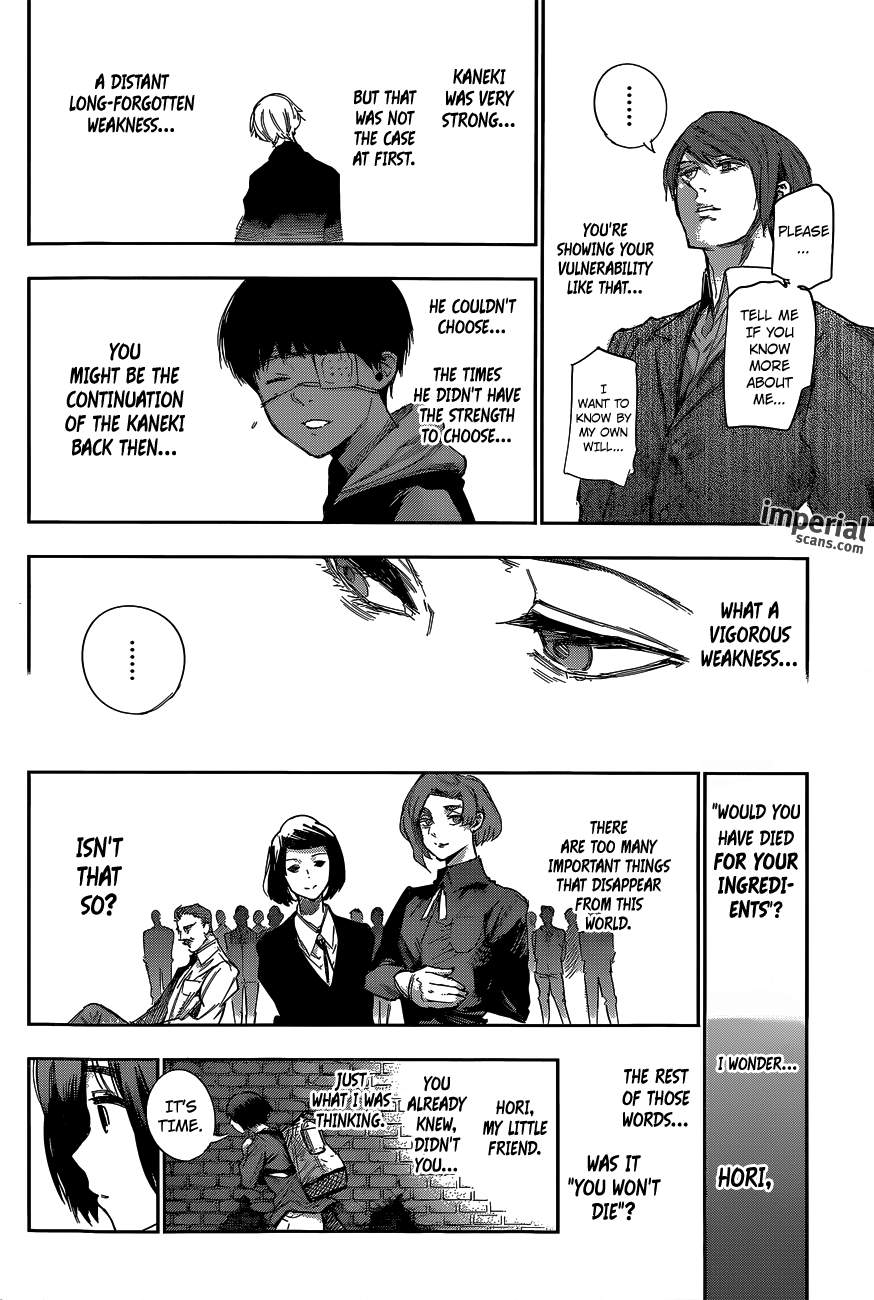 ......
PLEASE
...
TELL ME
IF YOU
KNOW
MORE
ABOUT
ME...
YOU'RE
SHOWING YOUR
VULNERABILITY
LIKE THAT...
I
WANT TO
KNOW BY
MY OWN
WILL...
imperial
scans.com
KANEKI
WAS VERY
STRONG...
BUT THAT
WAS NOT
THE CASE
AT FIRST.
A DISTANT
LONG-FORGOTTEN
WEAKNESS...
HE COULDN'T
CHOOSE...
THE TIMES
HE DIDN'T HAVE
THE STRENGTH
TO CHOOSE...
YOU
MIGHT BE THE
CONTINUATION
OF THE KANEKI
BACK THEN...
WHAT A
VIGOROUS
WEAKNESS...
......
"WOULD YOU
HAVE DIED
FOR YOUR
INGREDI-
ENTS"?
I WONDER...
HORI,
THERE
ARE TOO MANY
IMPORTANT THINGS
THAT DISAPPEAR
FROM THIS
WORLD.
ISN'T
THAT
SO?
THE REST
OF THOSE
WORDS...
WAS IT
"YOU WON'T
DIE"?
HORI,
MY LITTLE
FRIEND.
YOU
ALREADY
KNEW,
DIDN'T
YOU...
JUST
WHAT I WAS
THINKING.
IT'S
TIME.